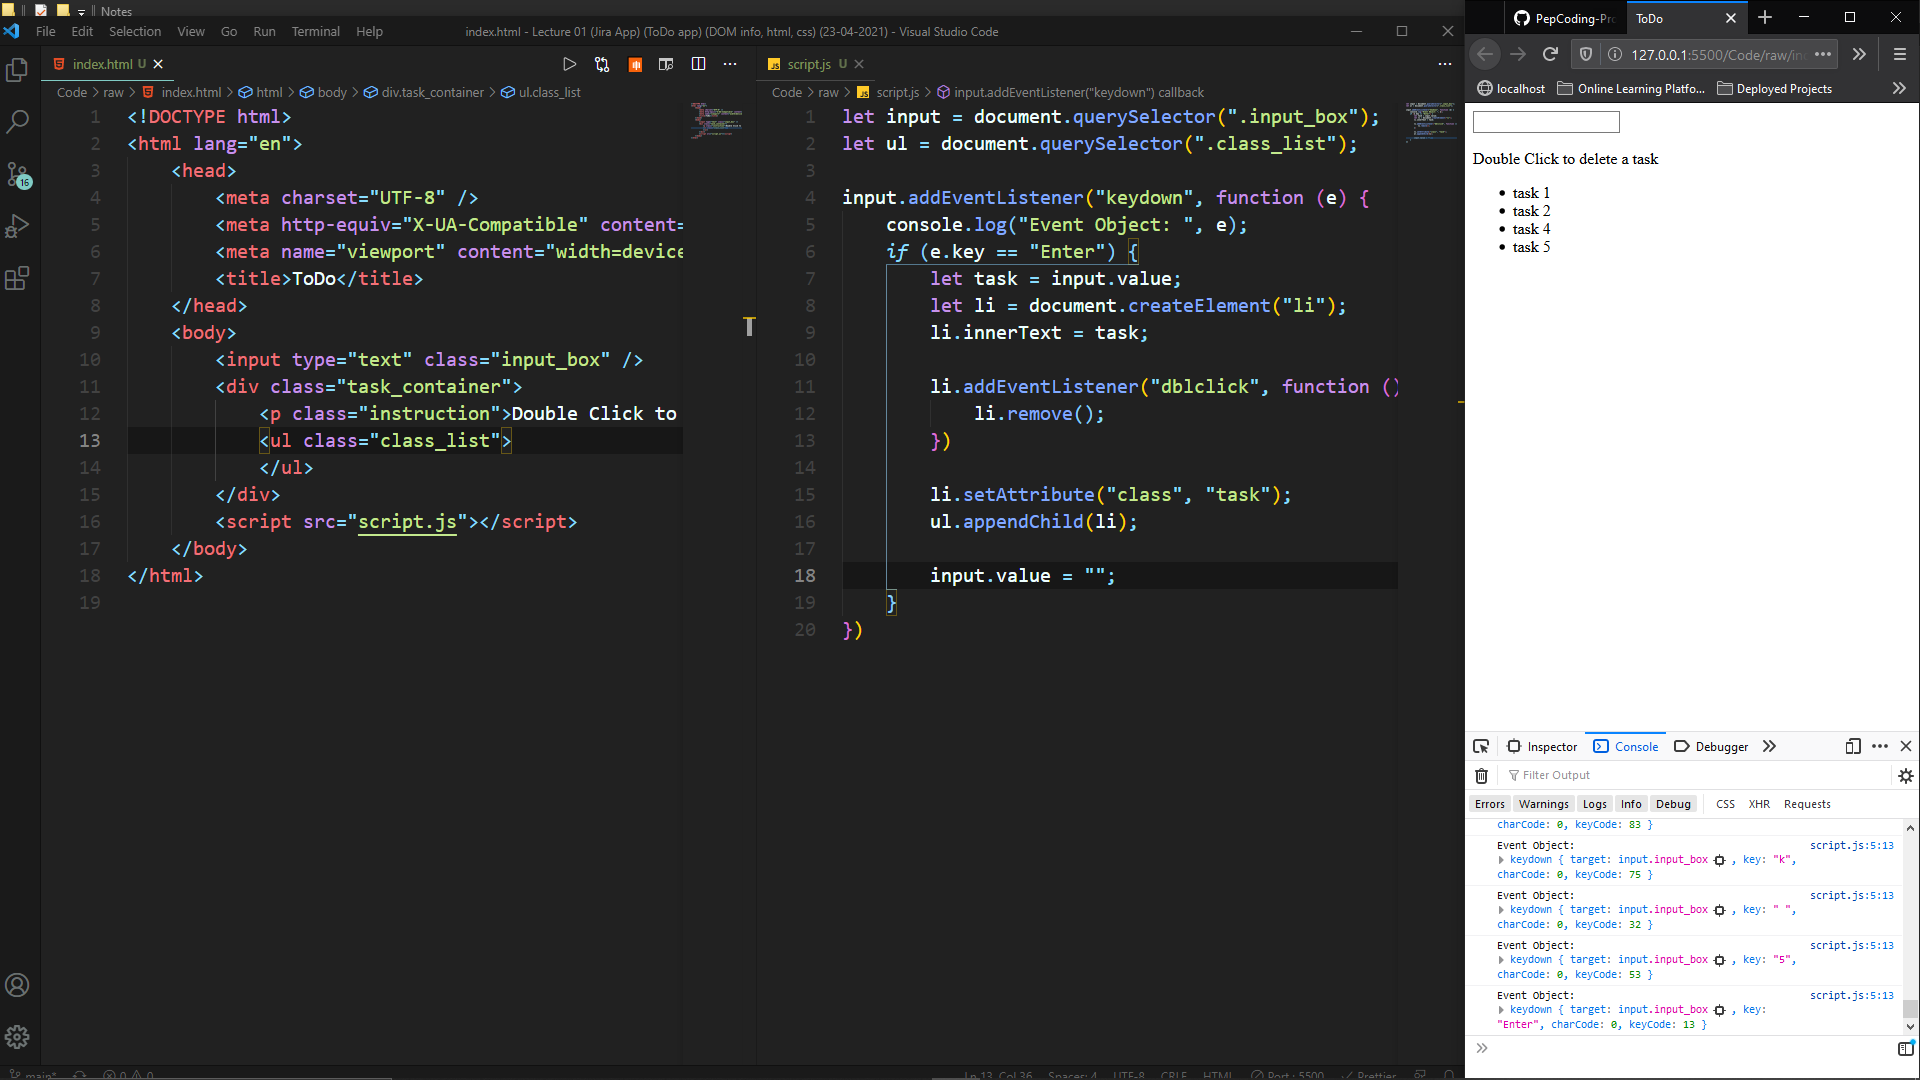 Notes
File Edit Selection View Go Run Terminal Help
index.html - Lecture 01 (Jira App) (ToDo app) (DOM info, html, css) (23-04-2021) - Visual Studio Code
index.html U
Code > raw > index.html > html > body > div.task_container > ul.class_list
1 <!DOCTYPE html>
2 <html lang="en">
3 <head>
4 <meta charset="UTF-8" />
5 <meta http-equiv="X-UA-Compatible" content=
6 <meta name="viewport" content="width=device
7 <title>ToDo</title>
8 </head>
9 <body>
10 <input type="text" class="input_box" />
11 <div class="task_container">
12 <p class="instruction">Double Click to
13 <ul class="class_list">
14 </ul>
15 </div>
16 <script src="script.js"></script>
17 </body>
18 </html>
19
script.js U
Code > raw > script.js > input.addEventListener("keydown") callback
1 let input = document.querySelector(".input_box");
2 let ul = document.querySelector(".class_list");
3
4 input.addEventListener("keydown", function (e) {
5 console.log("Event Object: ", e);
6 if (e.key == "Enter") {
7 let task = input.value;
8 let li = document.createElement("li");
9 li.innerText = task;
10
11 li.addEventListener("dblclick", function ()
12 li.remove();
13 })
14
15 li.setAttribute("class", "task");
16 ul.appendChild(li);
17
18 input.value = "";
19 }
20 })
16
main*
0 0
Ln 13, Col 36 Spaces: 4 UTF-8 CRLF HTML Port : 5500 Prettier
PepCoding-Pr
ToDo
127.0.0.1:5500/Code/raw/in
localhost Online Learning Platfo... Deployed Projects
Double Click to delete a task
task 1
task 2
task 4
task 5
Inspector Console Debugger
Filter Output
Errors Warnings Logs Info Debug CSS XHR Requests
charCode: 0, keyCode: 83 }
Event Object: script.js:5:13
keydown { target: input.input_box , key: "k",
charCode: 0, keyCode: 75 }
Event Object: script.js:5:13
keydown { target: input.input_box , key: " ",
charCode: 0, keyCode: 32 }
Event Object: script.js:5:13
keydown { target: input.input_box , key: "5",
charCode: 0, keyCode: 53 }
Event Object: script.js:5:13
keydown { target: input.input_box , key:
"Enter", charCode: 0, keyCode: 13 }